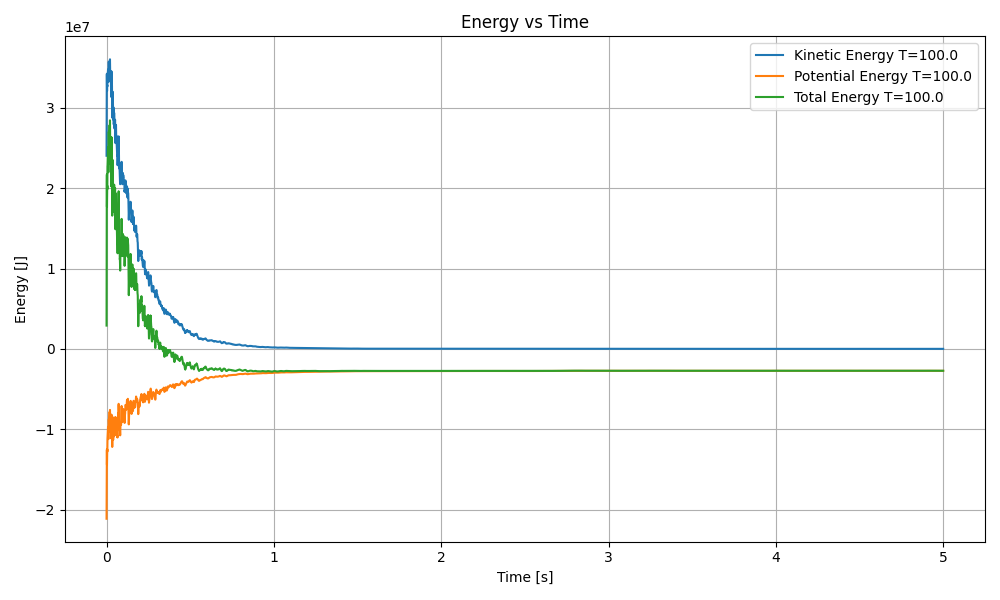 Energy vs Time
1e7
Kinetic Energy T=100.0
Potential Energy T=100.0
Total Energy T=100.0
3
2
1
0
−1
−2
Energy [J]
0 1 2 3 4 5
Time [s]